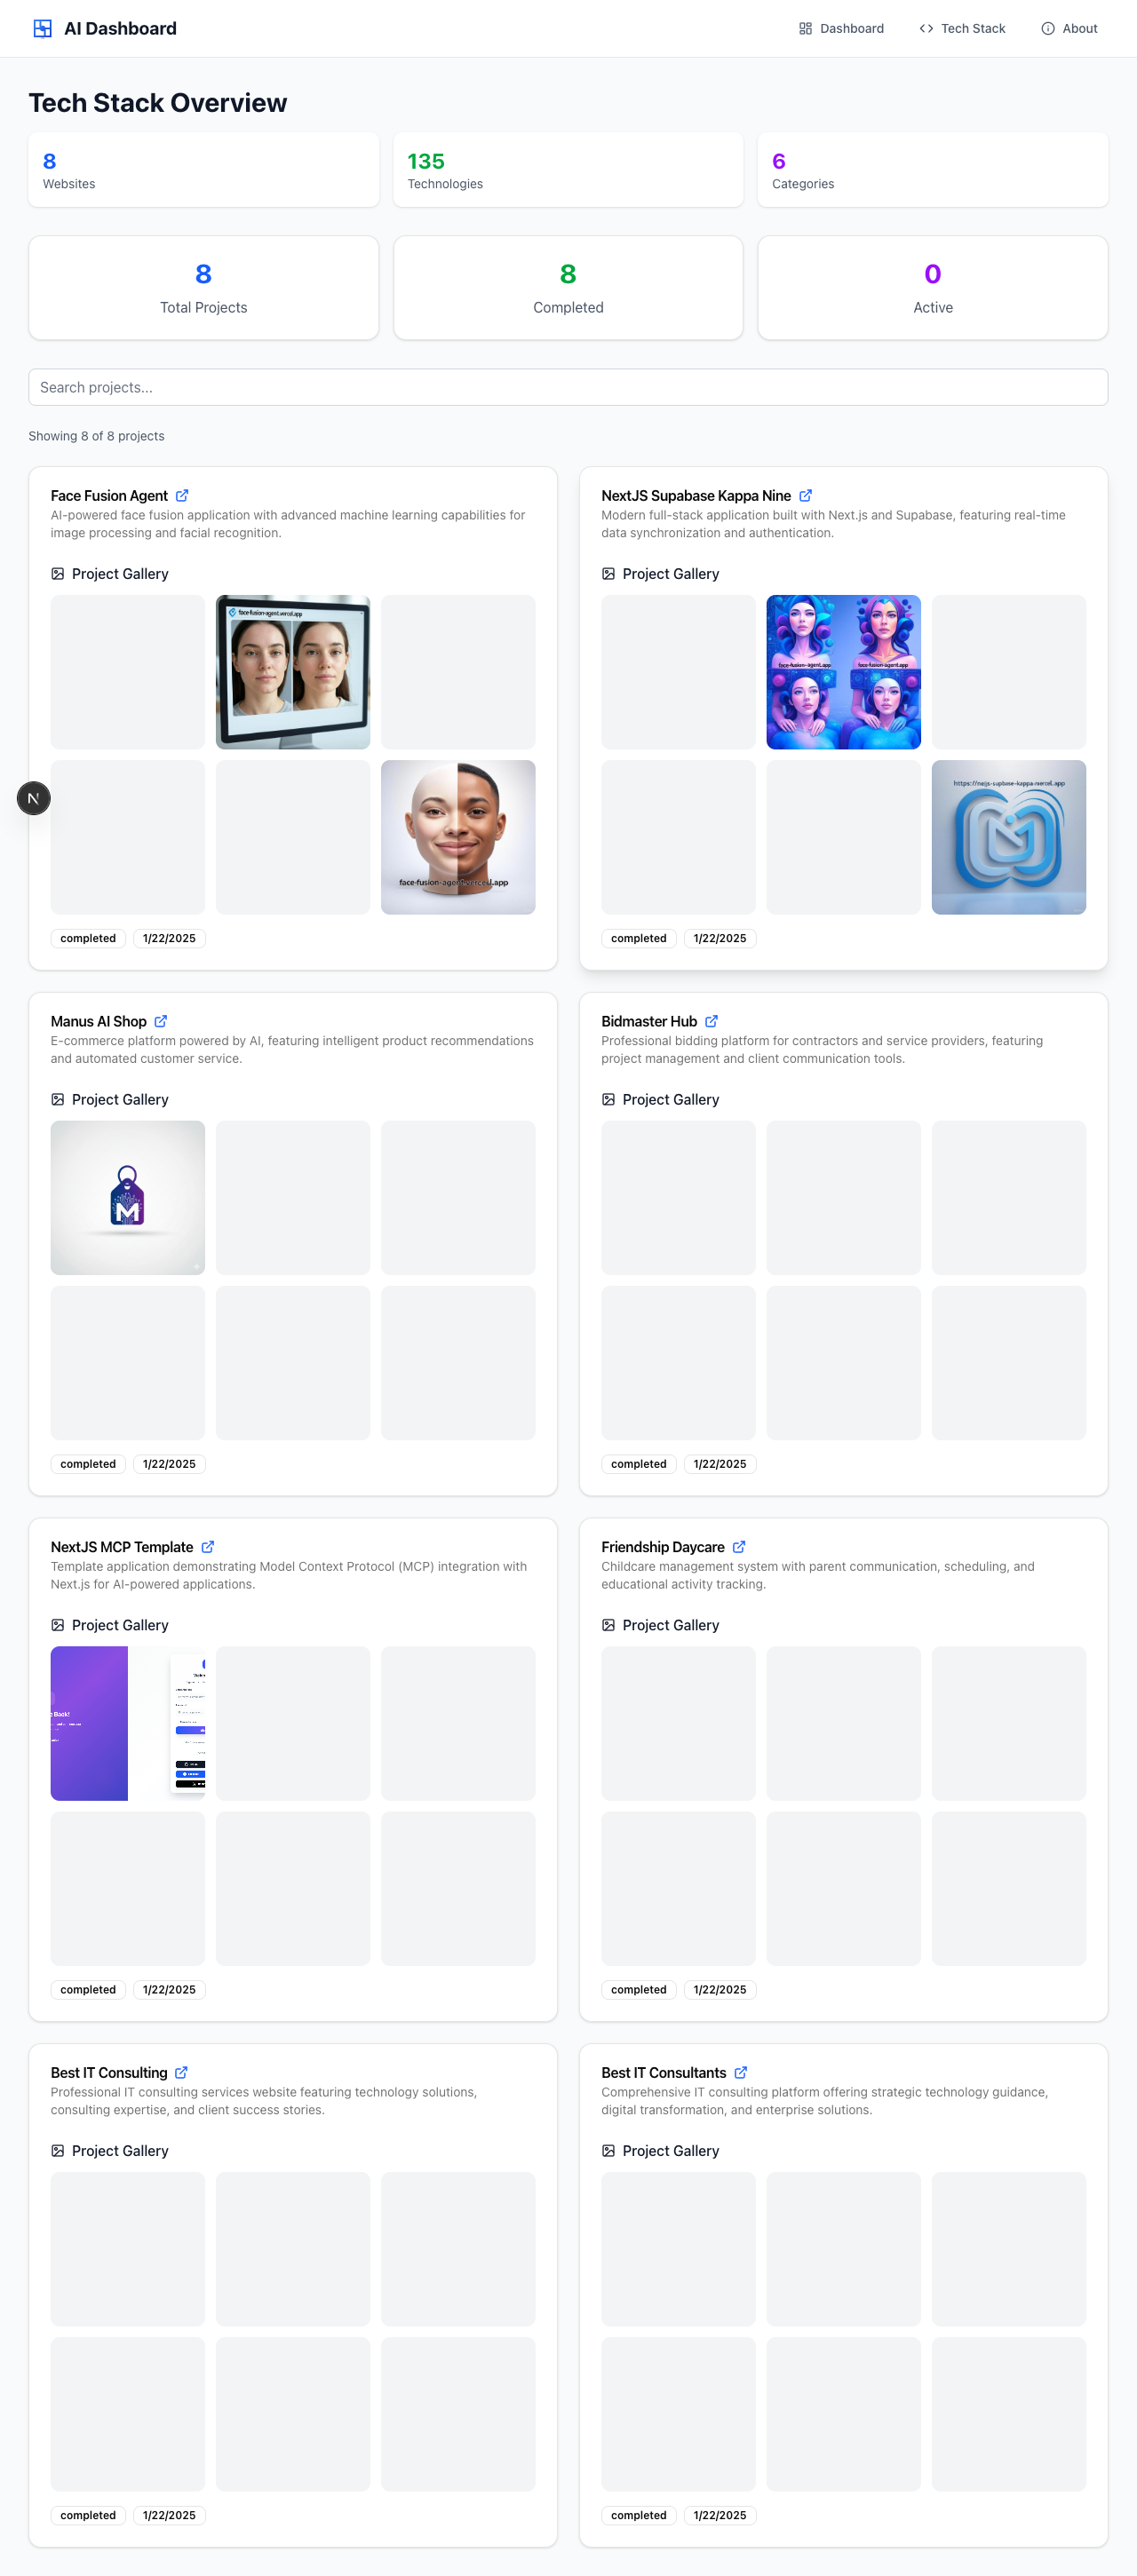 AI Dashboard
Dashboard
Tech Stack
About
Tech Stack Overview
8
Websites
135
Technologies
6
Categories
8
Total Projects
8
Completed
0
Active
Search projects...
Showing 8 of 8 projects
Face Fusion Agent
AI-powered face fusion application with advanced machine learning capabilities for
image processing and facial recognition.
Project Gallery
face-fusion-agent.vercel.app
face-fusion-agent
app
completed
1/22/2025
NextJS Supabase Kappa Nine
Modern full-stack application built with Next.js and Supabase, featuring real-time
data synchronization and authentication.
Project Gallery
face-fusion-agent.app
face-fusion-agent.app
completed
1/22/2025
Manus AI Shop
E-commerce platform powered by AI, featuring intelligent product recommendations
and automated customer service.
Project Gallery
M
completed
1/22/2025
Bidmaster Hub
Professional bidding platform for contractors and service providers, featuring
project management and client communication tools.
Project Gallery
completed
1/22/2025
NextJS MCP Template
Template application demonstrating Model Context Protocol (MCP) integration with
Next.js for AI-powered applications.
Project Gallery
Back!
completed
1/22/2025
Friendship Daycare
Childcare management system with parent communication, scheduling, and
educational activity tracking.
Project Gallery
completed
1/22/2025
Best IT Consulting
Professional IT consulting services website featuring technology solutions,
consulting expertise, and client success stories.
Project Gallery
completed
1/22/2025
Best IT Consultants
Comprehensive IT consulting platform offering strategic technology guidance,
digital transformation, and enterprise solutions.
Project Gallery
completed
1/22/2025
N